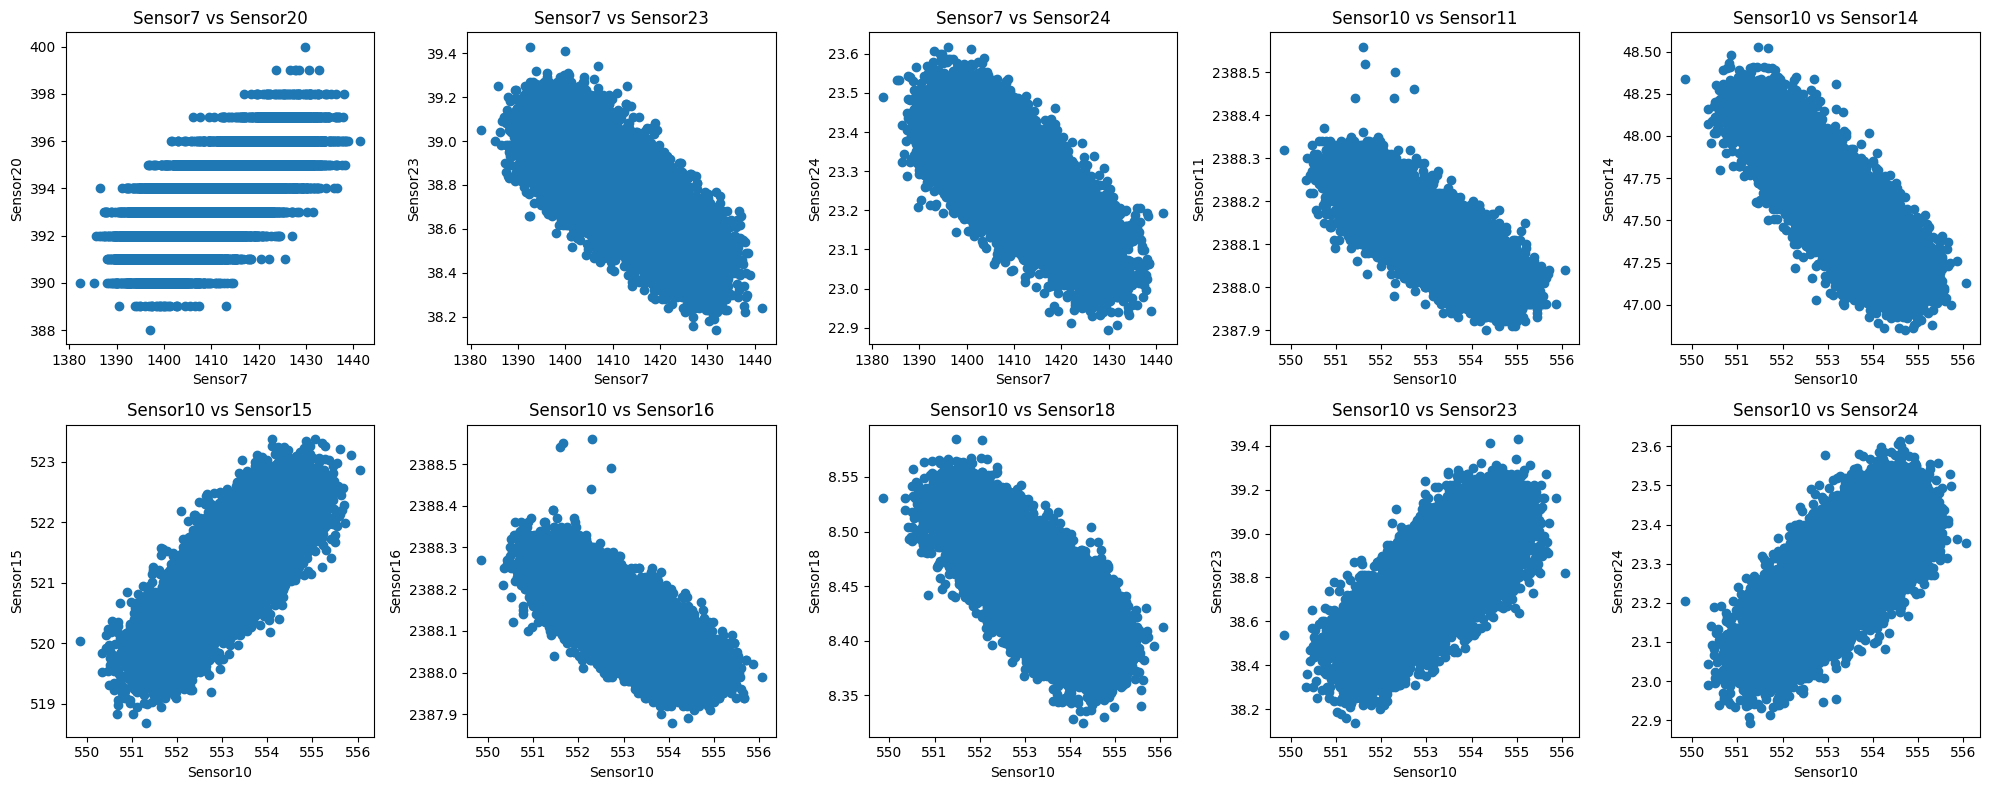 Sensor7 vs Sensor20
Sensor20
400
398
396
394
392
390
388
1380 1390 1400 1410 1420 1430 1440
Sensor7
Sensor7 vs Sensor23
Sensor23
39.4
39.2
39.0
38.8
38.6
38.4
38.2
1380 1390 1400 1410 1420 1430 1440
Sensor7
Sensor7 vs Sensor24
Sensor24
23.6
23.5
23.4
23.3
23.2
23.1
23.0
22.9
1380 1390 1400 1410 1420 1430 1440
Sensor7
Sensor10 vs Sensor11
Sensor11
2388.5
2388.4
2388.3
2388.2
2388.1
2388.0
2387.9
550 551 552 553 554 555 556
Sensor10
Sensor10 vs Sensor14
Sensor14
48.50
48.25
48.00
47.75
47.50
47.25
47.00
550 551 552 553 554 555 556
Sensor10
Sensor10 vs Sensor15
Sensor15
523
522
521
520
519
550 551 552 553 554 555 556
Sensor10
Sensor10 vs Sensor16
Sensor16
2388.5
2388.4
2388.3
2388.2
2388.1
2388.0
2387.9
550 551 552 553 554 555 556
Sensor10
Sensor10 vs Sensor18
Sensor18
8.55
8.50
8.45
8.40
8.35
550 551 552 553 554 555 556
Sensor10
Sensor10 vs Sensor23
Sensor23
39.4
39.2
39.0
38.8
38.6
38.4
38.2
550 551 552 553 554 555 556
Sensor10
Sensor10 vs Sensor24
Sensor24
23.6
23.5
23.4
23.3
23.2
23.1
23.0
22.9
550 551 552 553 554 555 556
Sensor10